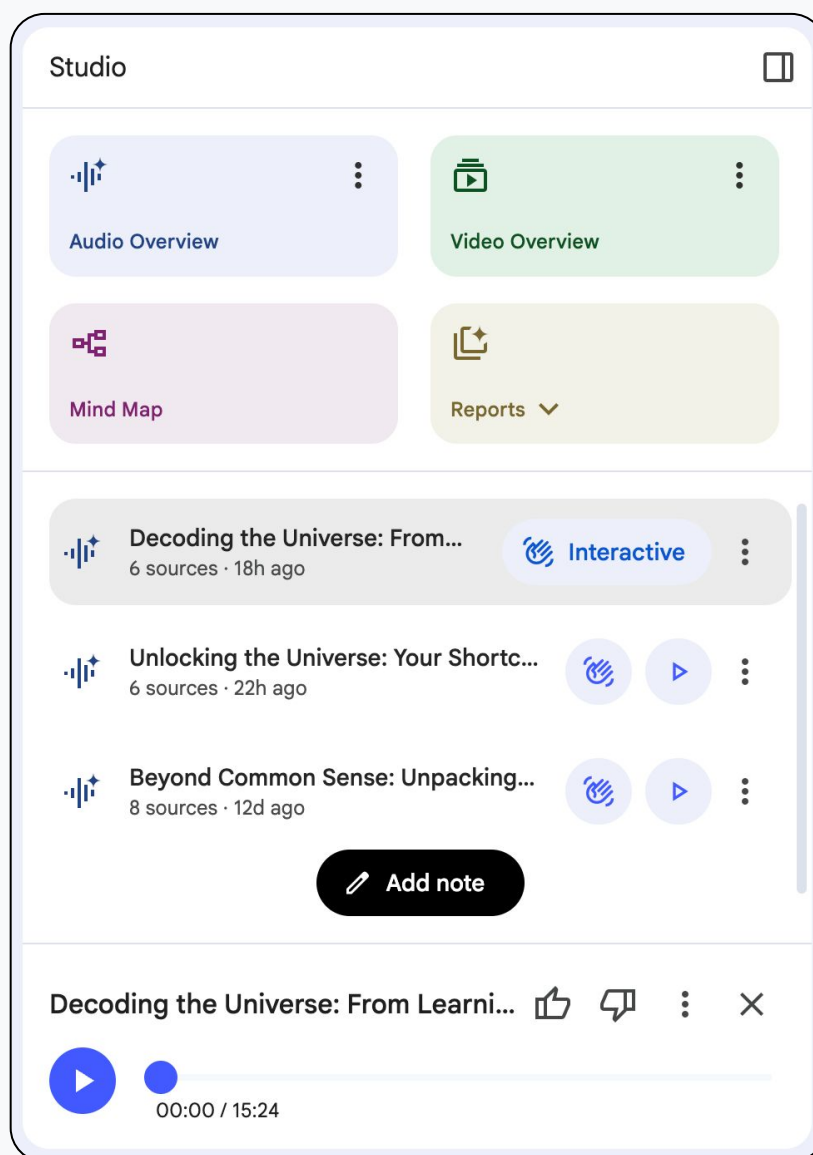 Studio
Audio Overview
Video Overview
Mind Map
Reports
Decoding the Universe: From...
6 sources · 18h ago
Interactive
Unlocking the Universe: Your Shortc...
6 sources · 22h ago
Beyond Common Sense: Unpacking...
8 sources · 12d ago
Add note
Decoding the Universe: From Learni...
00:00 / 15:24